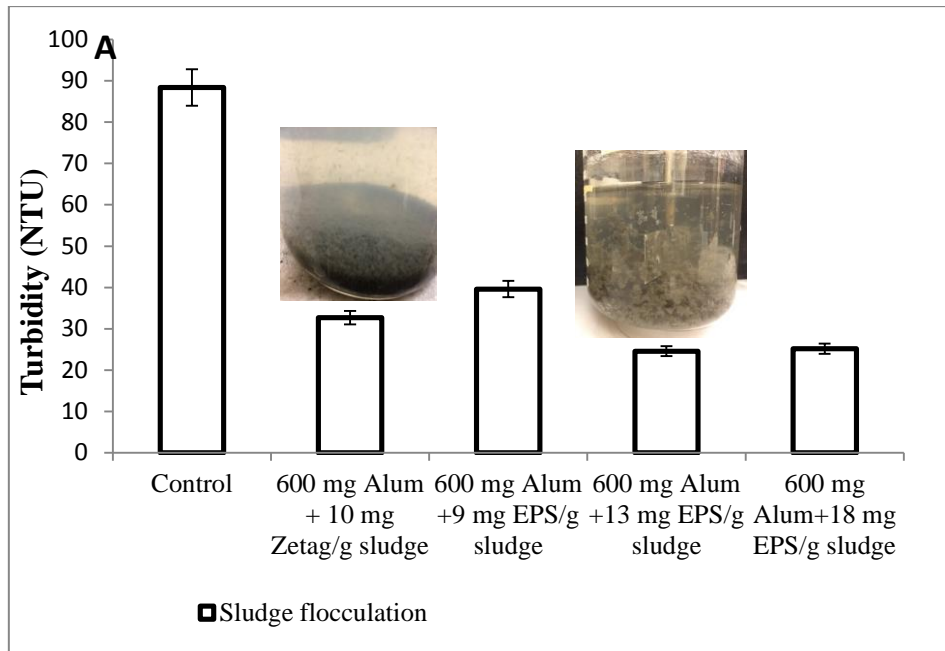 A
100
90
80
70
60
50
40
30
20
10
0
Turbidity (NTU)
Control
600 mg Alum
+ 10 mg
Zetag/g sludge
600 mg Alum
+9 mg EPS/g
sludge
600 mg Alum
+13 mg EPS/g
sludge
600 mg
Alum+18 mg
EPS/g sludge
Sludge flocculation